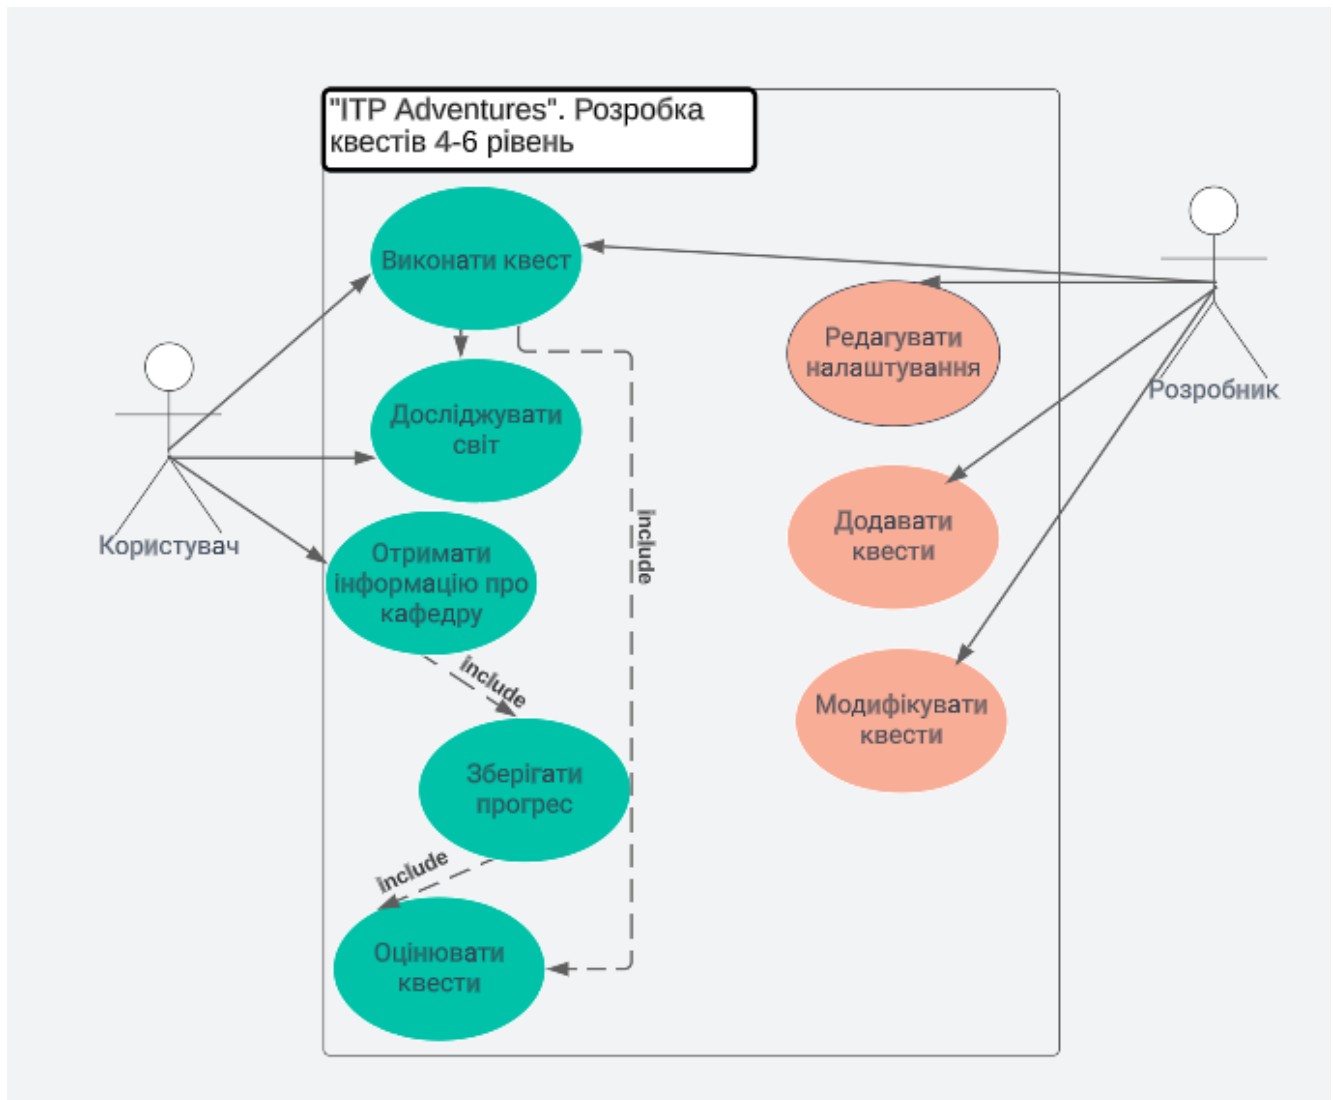 "ITP Adventures". Розробка
квестів 4-6 рівень
Виконати квест
Досліджувати
світ
Отримати
інформацію про
кафедру
include
Зберігати
прогрес
include
Оцінювати
квести
include
Користувач
Редагувати
налаштування
Додавати
квести
Модифікувати
квести
Розробник